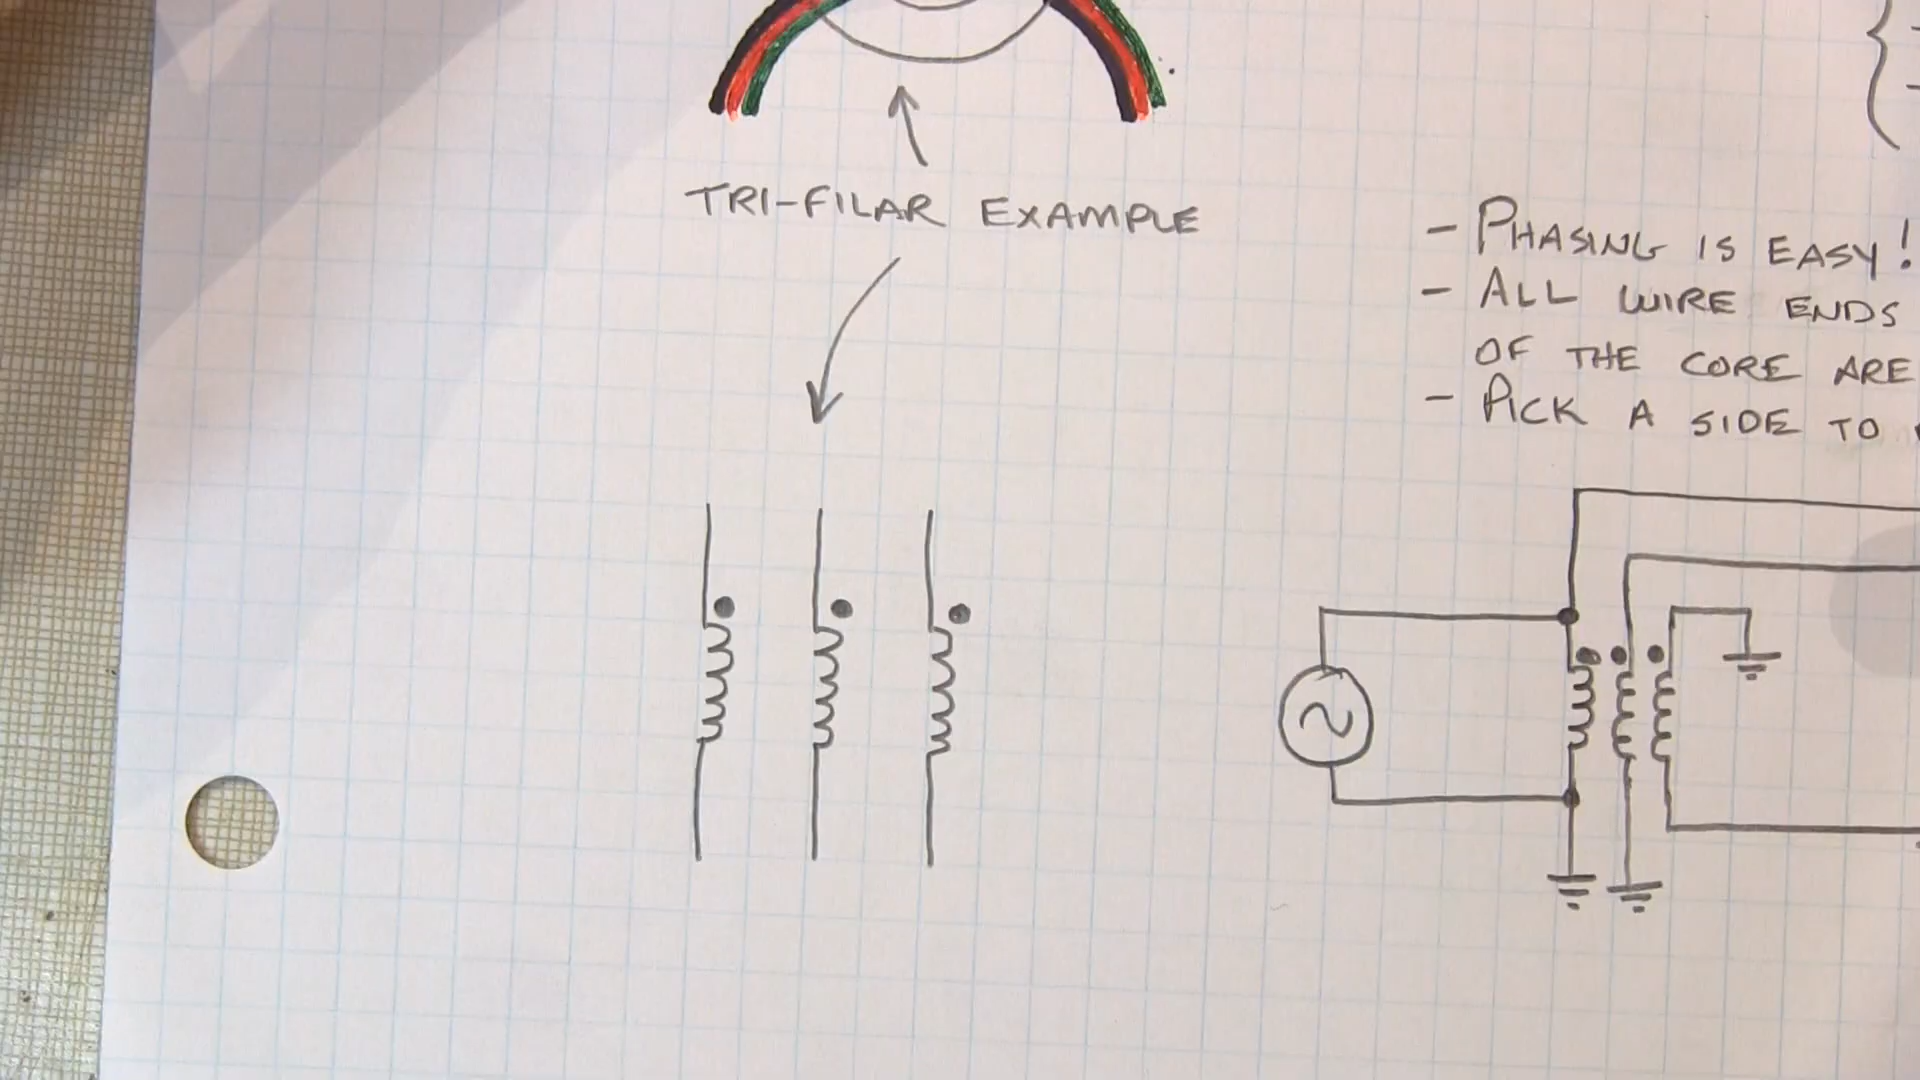 TRI-FILAR EXAMPLE
- PHASING IS EASY!
- ALL WIRE ENDS
OF THE CORE ARE
- PICK A SIDE TO